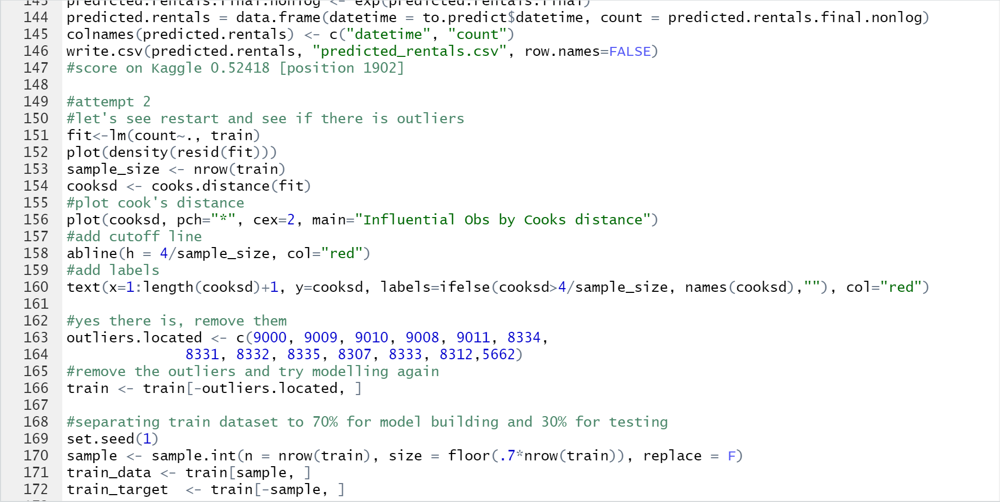 143 predicted.rentals.final.nonlog <- exp(predicted.rentals.final)
144 predicted.rentals = data.frame(datetime = to.predict$datetime, count = predicted.rentals.final.nonlog)
145 colnames(predicted.rentals) <- c("datetime", "count")
146 write.csv(predicted.rentals, "predicted_rentals.csv", row.names=FALSE)
147 #score on Kaggle 0.52418 [position 1902]
148
149 #attempt 2
150 #let's see restart and see if there is outliers
151 fit<-lm(count~., train)
152 plot(density(resid(fit)))
153 sample_size <- nrow(train)
154 cooksd <- cooks.distance(fit)
155 #plot cook's distance
156 plot(cooksd, pch="*", cex=2, main="Influential Obs by Cooks distance")
157 #add cutoff line
158 abline(h = 4/sample_size, col="red")
159 #add labels
160 text(x=1:length(cooksd)+1, y=cooksd, labels=ifelse(cooksd>4/sample_size, names(cooksd),""), col="red")
161
162 #yes there is, remove them
163 outliers.located <- c(9000, 9009, 9010, 9008, 9011, 8334,
164               8331, 8332, 8335, 8307, 8333, 8312,5662)
165 #remove the outliers and try modelling again
166 train <- train[-outliers.located, ]
167
168 #separating train dataset to 70% for model building and 30% for testing
169 set.seed(1)
170 sample <- sample.int(n = nrow(train), size = floor(.7*nrow(train)), replace = F)
171 train_data <- train[sample, ]
172 train_target  <- train[-sample, ]